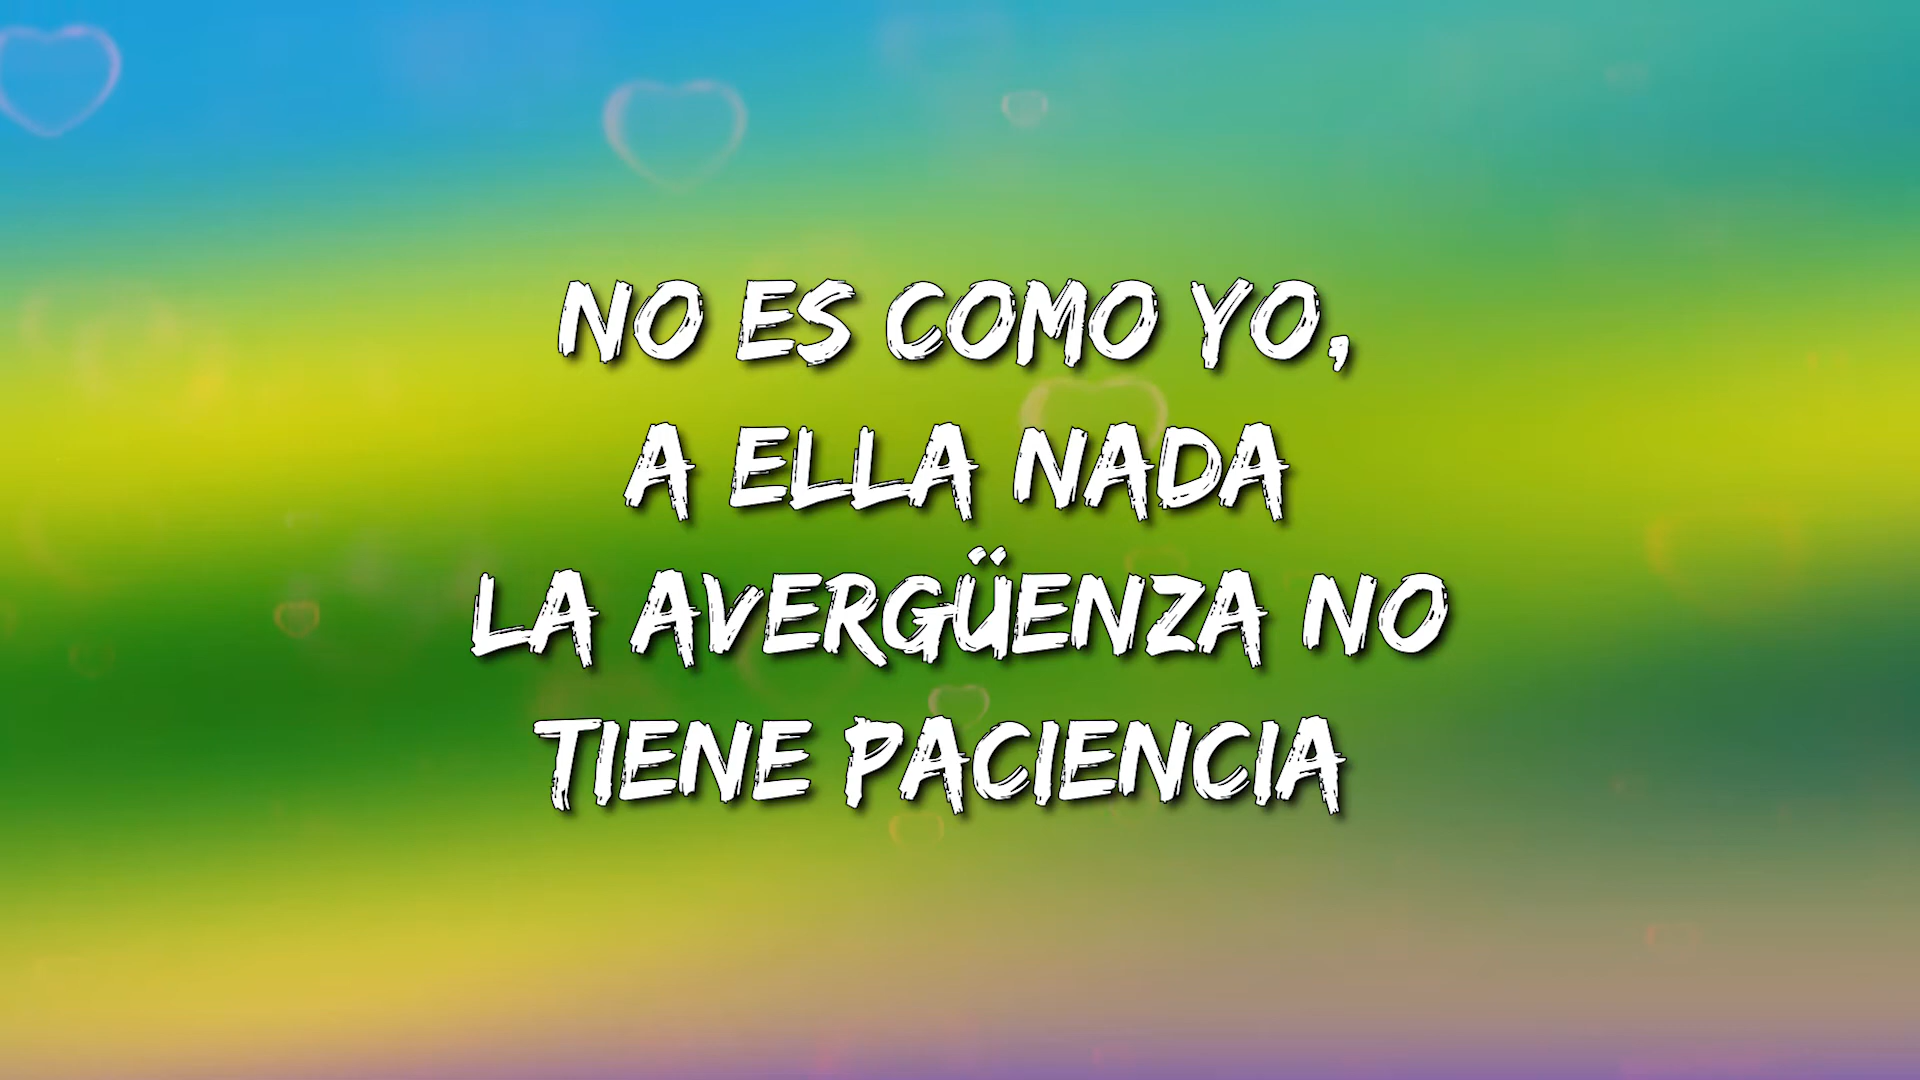 NO ES COMO YO,
A ELLA NADA
LA AVERGÜENZA NO
TIENE PACIENCIA